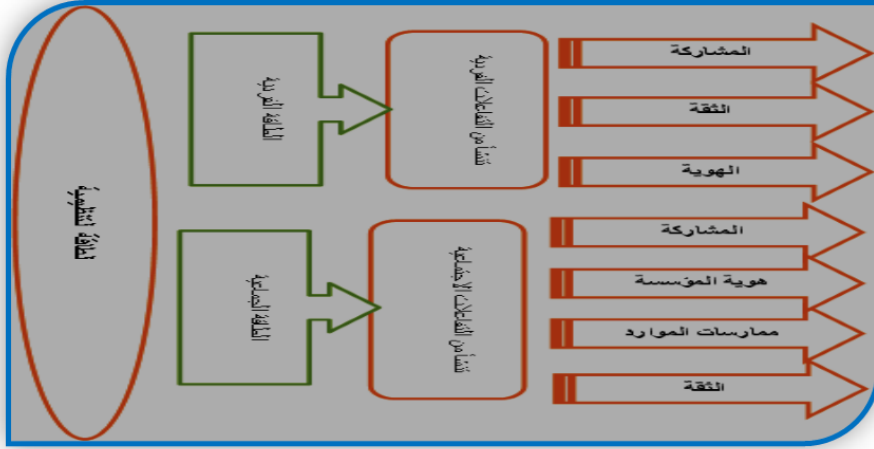 الطاقة التنظيمية
الطاقة الفردية
تنشأ من التفاعلات الفردية
المشاركة
الثقة
الهوية
الطاقة الجماعية
تنشأ من التفاعلات الاجتماعية
المشاركة
هوية المؤسسة
ممارسات الموارد
الثقة